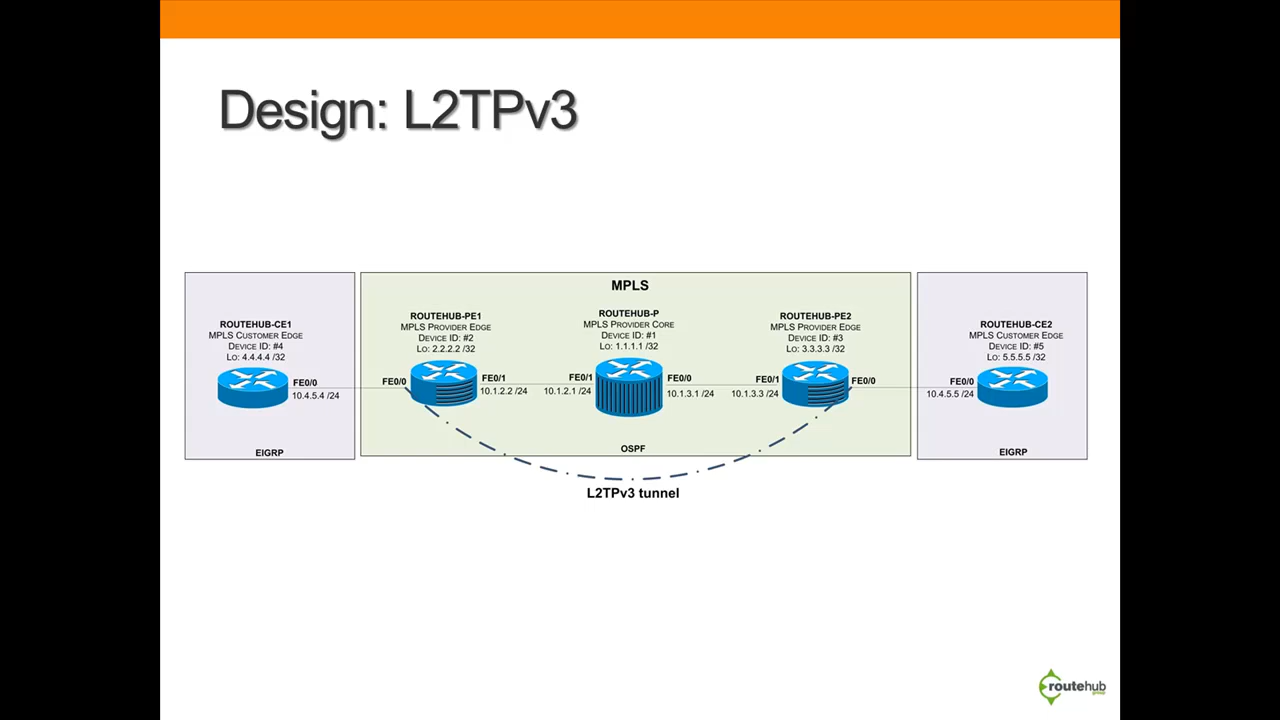 Design: L2TPv3
MPLS
ROUTEHUB-CE1
MPLS CUSTOMER EDGE
DEVICE ID: #4
LO: 4.4.4.4 /32
FE0/0
10.4.5.4 /24
EIGRP
ROUTEHUB-PE1
MPLS PROVIDER EDGE
DEVICE ID: #2
LO: 2.2.2.2 /32
FE0/0
FE0/1
10.1.2.2 /24
ROUTEHUB-P
MPLS PROVIDER CORE
DEVICE ID: #1
LO: 1.1.1.1 /32
FE0/1
10.1.2.1 /24
FE0/0
10.1.3.1 /24
OSPF
ROUTEHUB-PE2
MPLS PROVIDER EDGE
DEVICE ID: #3
LO: 3.3.3.3 /32
FE0/1
10.1.3.3 /24
FE0/0
ROUTEHUB-CE2
MPLS CUSTOMER EDGE
DEVICE ID: #5
LO: 5.5.5.5 /32
FE0/0
10.4.5.5 /24
EIGRP
L2TPv3 tunnel
routehub
group